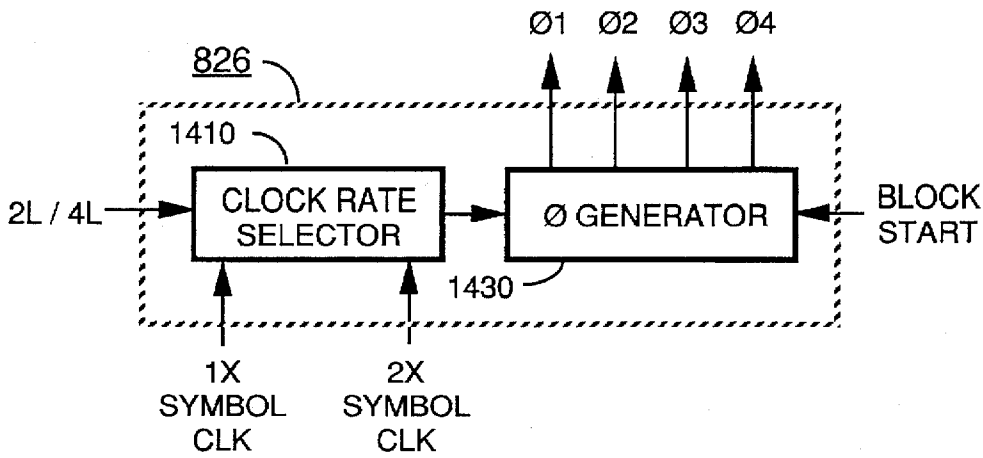 Ø1 Ø2 Ø3 Ø4
826
1410
2L / 4L
CLOCK RATE
SELECTOR
Ø GENERATOR
BLOCK
START
1430
1X
SYMBOL
CLK
2X
SYMBOL
CLK